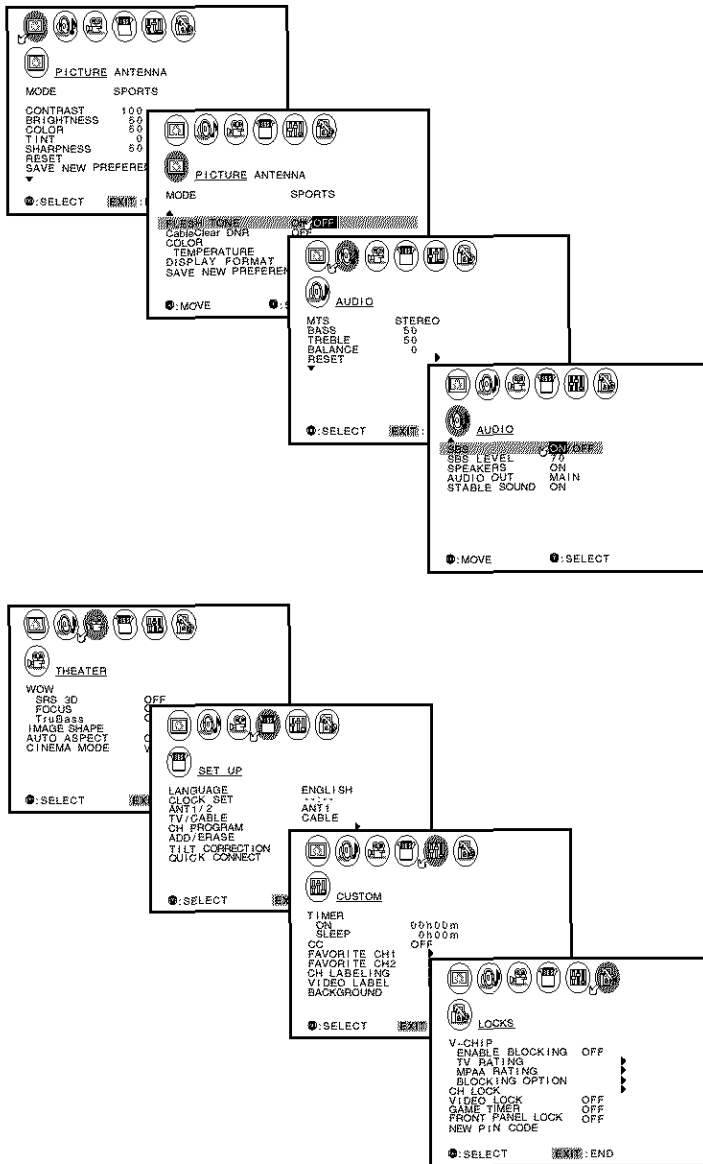 PICTURE ANTENNA
MODE SPORTS
CONTRAST 100
BRIGHTNESS 50
COLOR 50
TINT 0
SHARPNESS 50
RESET
SAVE NEW PREFEREN
:SELECT EXIT :
PICTURE ANTENNA
MODE SPORTS
FLESH TONE ON/OFF
CableClear DNR OFF
COLOR
TEMPERATURE
DISPLAY FORMAT
SAVE NEW PREFEREN
:MOVE
AUDIO
MTS STEREO
BASS 50
TREBLE 50
BALANCE 0
RESET
:SELECT EXIT :
AUDIO
SBS ON/OFF
SBS LEVEL 70
SPEAKERS ON
AUDIO OUT MAIN
STABLE SOUND ON
:MOVE :SELECT
THEATER
WOW
SRS 3D OFF
FOCUS
TruBass
IMAGE SHAPE
AUTO ASPECT
CINEMA MODE
:SELECT
SET UP
LANGUAGE ENGLISH
CLOCK SET --:--
ANT1/2 ANT1
TV/CABLE CABLE
CH PROGRAM
ADD/ERASE
TILT CORRECTION
QUICK CONNECT
:SELECT EX
CUSTOM
TIMER
ON 00h00m
SLEEP 0h00m
CC OFF
FAVORITE CH1
FAVORITE CH2
CH LABELING
VIDEO LABEL
BACKGROUND
:SELECT EXIT
LOCKS
V-CHIP
ENABLE BLOCKING OFF
TV RATING
MPAA RATING
BLOCKING OPTION
CH LOCK
VIDEO LOCK OFF
GAME TIMER OFF
FRONT PANEL LOCK OFF
NEW PIN CODE
:SELECT EXIT :END